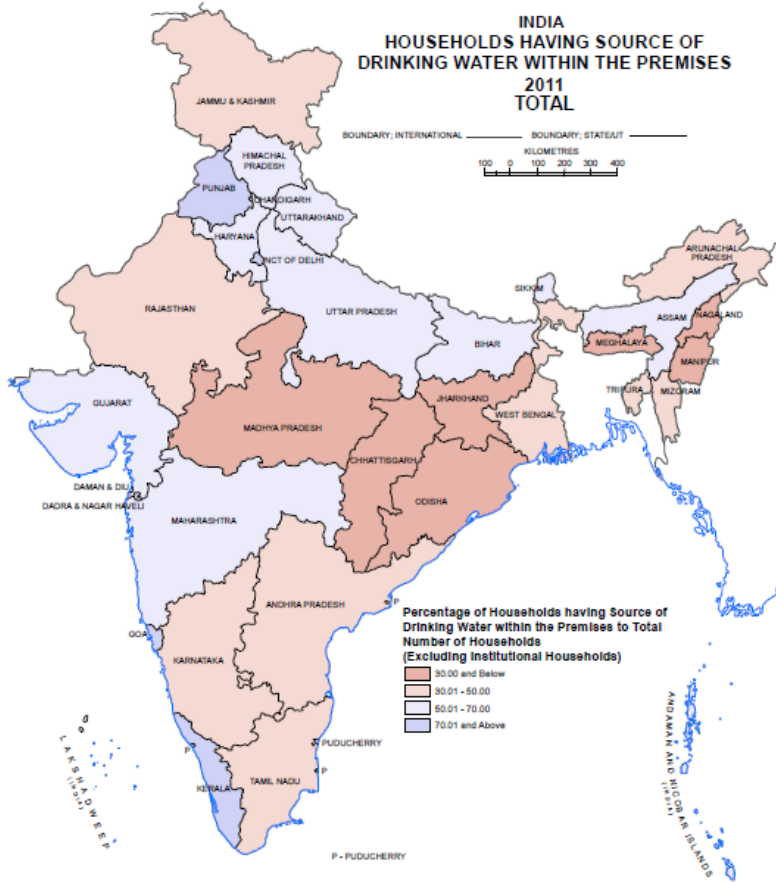 INDIA
HOUSEHOLDS HAVING SOURCE OF
DRINKING WATER WITHIN THE PREMISES
2011
TOTAL
BOUNDARY; INTERNATIONAL
BOUNDARY; STATE/UT
KILOMETRES
100 0 100 200 300 400
JAMMU & KASHMIR
HIMACHAL
PRADESH
PUNJAB
CHANDIGARH
UTTARAKHAND
HARYANA
NCT OF DELHI
ARUNACHAL
PRADESH
SIKKIM
RAJASTHAN
UTTAR PRADESH
ASSAM
NAGALAND
BIHAR
MEGHALAYA
MANIPUR
GUJARAT
JHARKHAND
TRIPURA
MIZORAM
WEST BENGAL
MADHYA PRADESH
CHHATTISGARH
DAMAN & DIU
ODISHA
DADRA & NAGAR HAVELI
MAHARASHTRA
ANDHRA PRADESH
P
GOA
KARNATAKA
Percentage of Households having Source of
Drinking Water within the Premises to Total
Number of Households
(Excluding Institutional Households)
30.00 and Below
30.01 - 50.00
50.01 - 70.00
70.01 and Above
LAKSHADWEEP
(INDIA)
P
PUDUCHERRY
P
KERALA
TAMIL NADU
ANDAMAN AND NICOBAR ISLANDS
(INDIA)
P - PUDUCHERRY